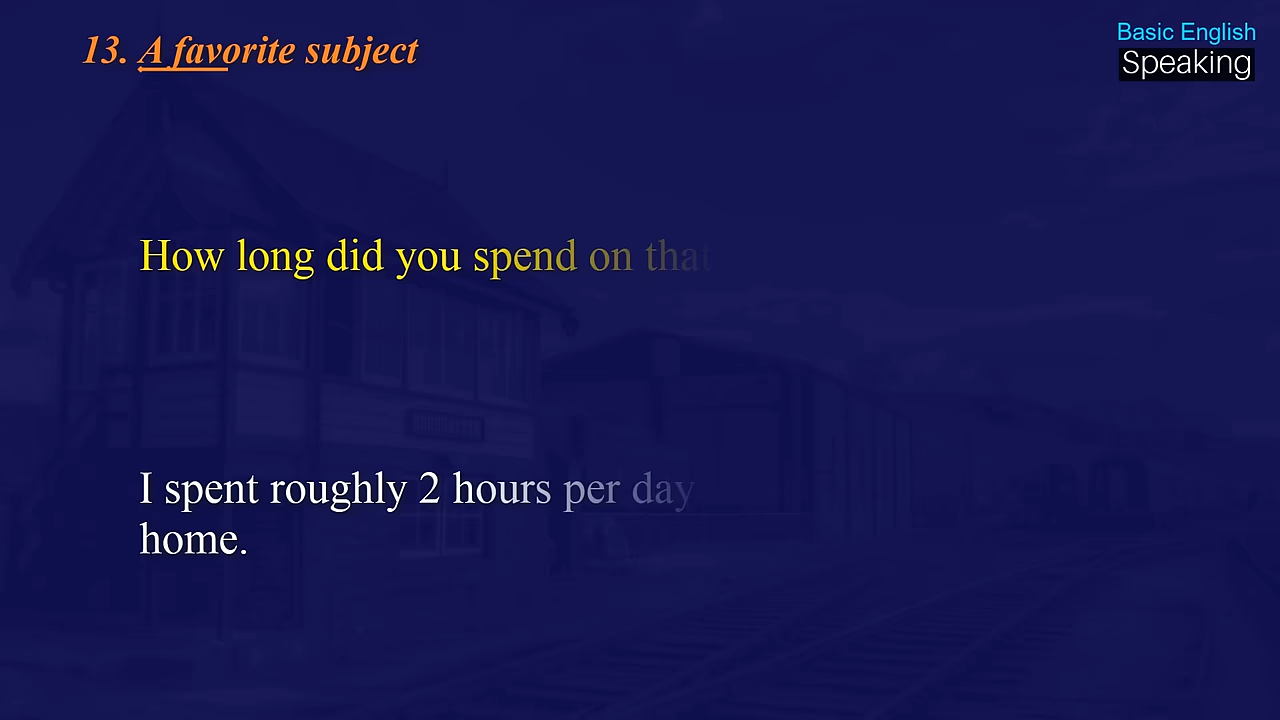 13. A favorite subject
Basic English
Speaking
How long did you spend on that
I spent roughly 2 hours per day
home.